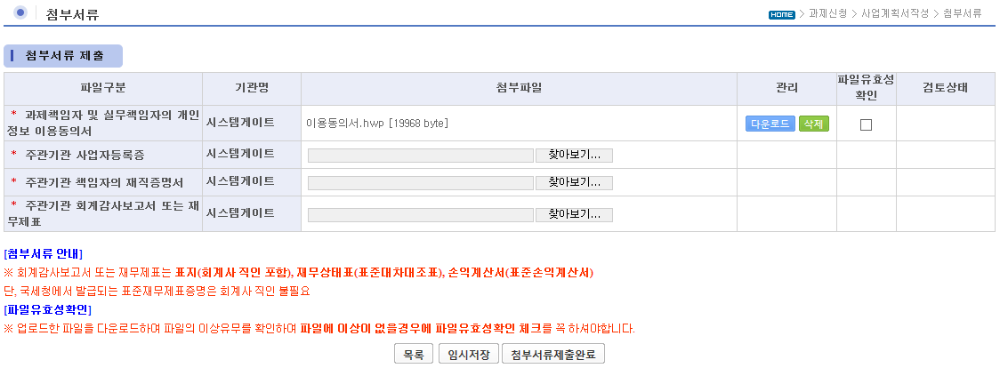 첨부서류
HOME > 과제신청 > 사업계획서작성 > 첨부서류
첨부서류 제출
파일구분 기관명 첨부파일 관리 파일유효성 확인 검토상태
* 과제책임자 및 실무책임자의 개인
정보 이용동의서
시스템게이트
이용동의서.hwp [19968 byte]
다운로드 삭제
* 주관기관 사업자등록증 시스템게이트 찾아보기...
* 주관기관 책임자의 재직증명서 시스템게이트 찾아보기...
* 주관기관 회계감사보고서 또는 재
무제표
시스템게이트 찾아보기...
[첨부서류 안내]
※ 회계감사보고서 또는 재무제표는 표지(회계사 직인 포함), 재무상태표(표준대차대조표), 손익계산서(표준손익계산서)
단, 국세청에서 발급되는 표준재무제표증명은 회계사 직인 불필요
[파일유효성확인]
※ 업로드한 파일을 다운로드하여 파일의 이상유무를 확인하여 파일에 이상이 없을경우에 파일유효성확인 체크를 꼭 하셔야합니다.
목록 임시저장 첨부서류제출완료